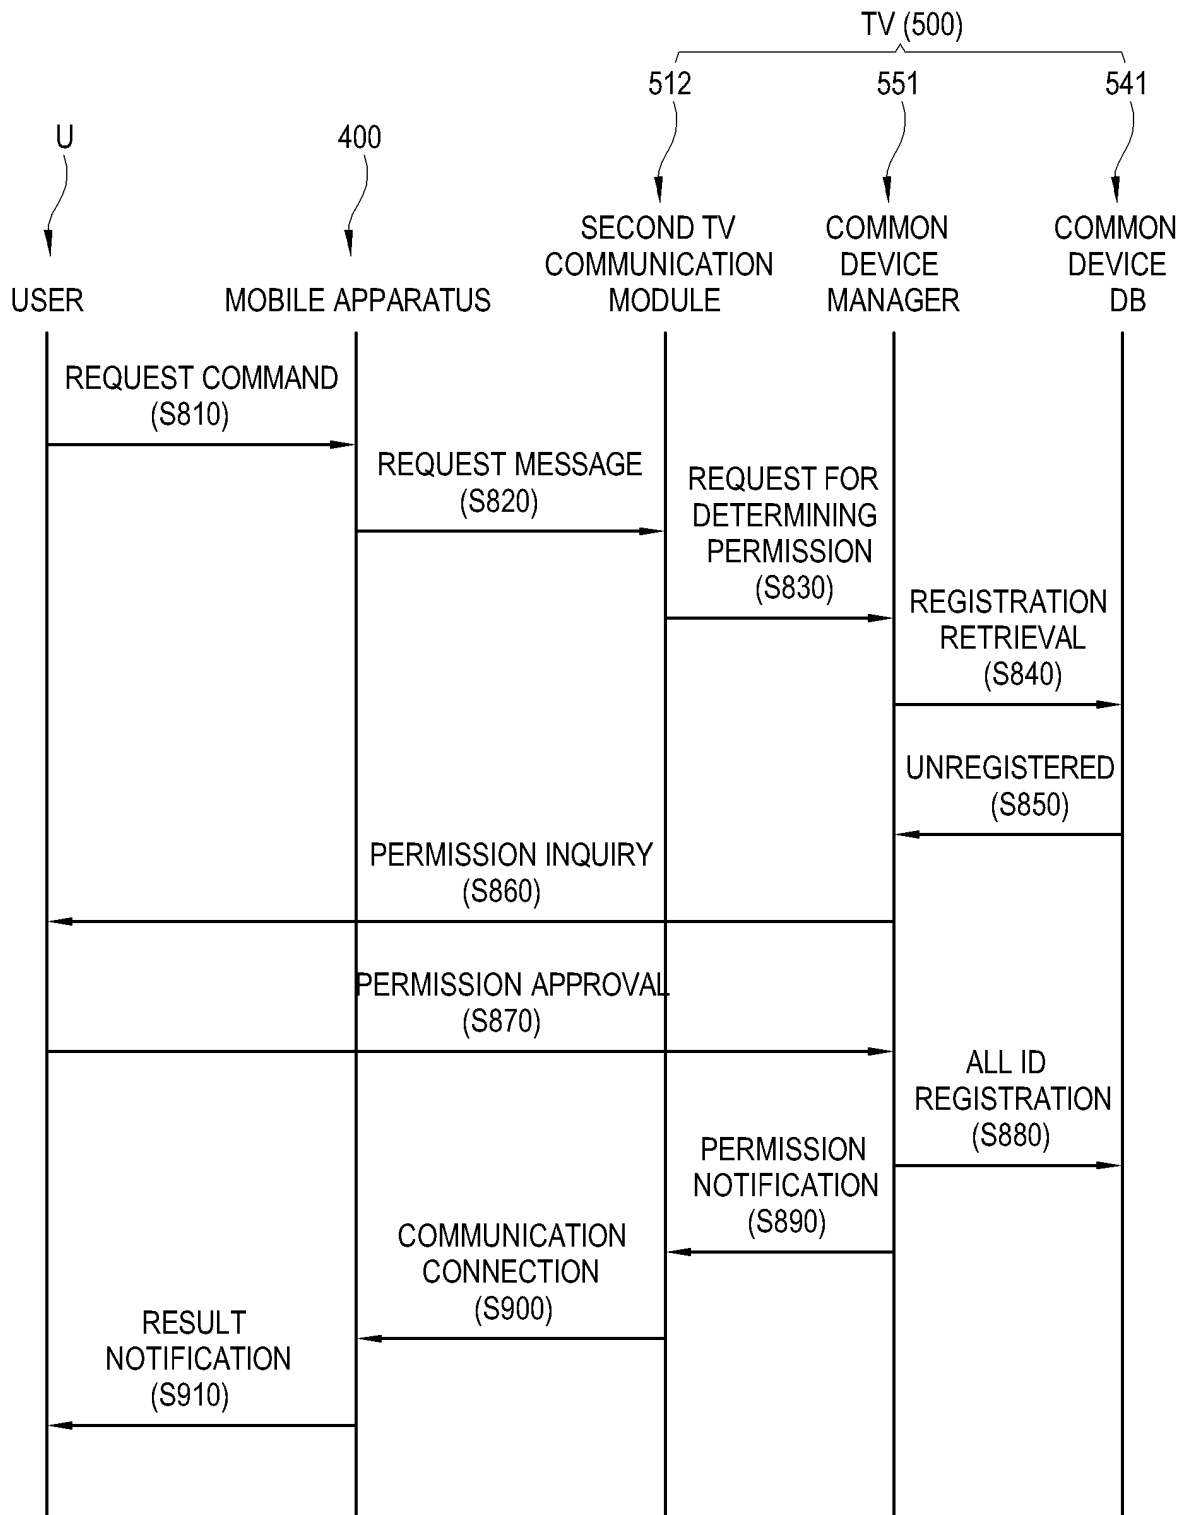 TV (500)
512
551
541
U
400
SECOND TV
COMMUNICATION
MODULE
COMMON
DEVICE
MANAGER
COMMON
DEVICE
DB
USER
MOBILE APPARATUS
REQUEST COMMAND
(S810)
REQUEST MESSAGE
(S820)
REQUEST FOR
DETERMINING
PERMISSION
(S830)
REGISTRATION
RETRIEVAL
(S840)
UNREGISTERED
(S850)
PERMISSION INQUIRY
(S860)
PERMISSION APPROVAL
(S870)
ALL ID
REGISTRATION
(S880)
PERMISSION
NOTIFICATION
(S890)
COMMUNICATION
CONNECTION
(S900)
RESULT
NOTIFICATION
(S910)